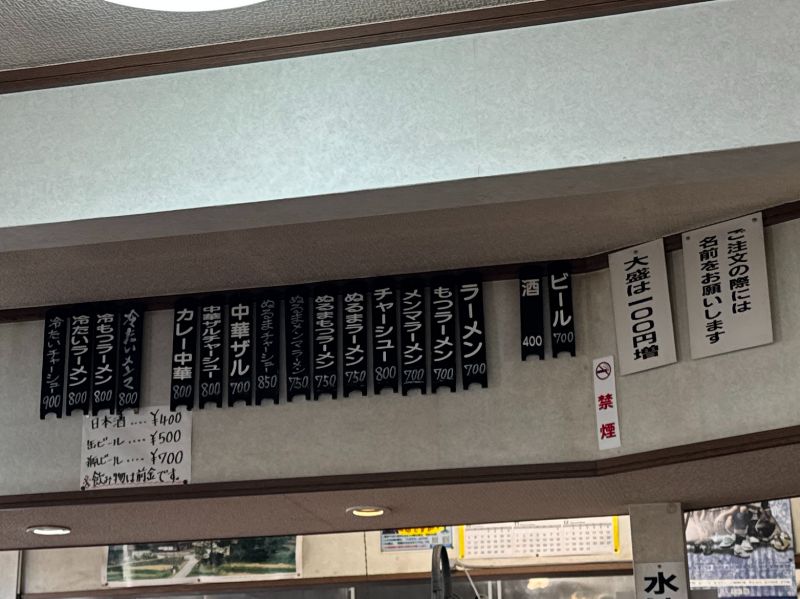 ご注文の際には
名前をお願いします
大盛は一〇〇円増
禁煙
ビール
700
酒
400
ラーメン
700
もつラーメン
700
メンマラーメン
700
チャーシュー
800
ぬるまラーメン
750
ぬるまもつラーメン
750
ぬるまメンマラーメン
750
ぬるまチャーシュー
850
中華ザル
700
中華ザルチャーシュー
800
カレー中華
800
冷たいメンマ
800
冷もつラーメン
800
冷たいラーメン
800
冷たいチャーシュー
900
日本酒....¥400
缶ビール....¥500
瓶ビール....¥700
※飲み物は前金です。
水